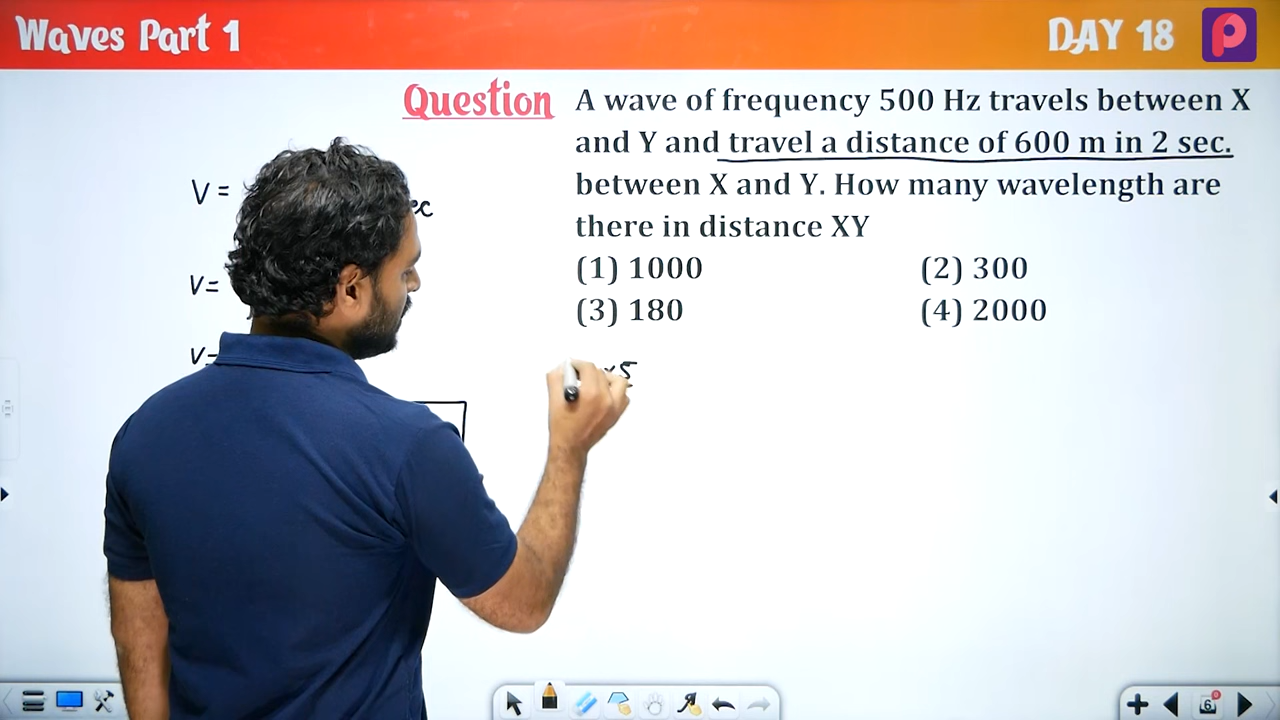 Waves Part 1
DAY 18
Question
A wave of frequency 500 Hz travels between X
and Y and travel a distance of 600 m in 2 sec.
between X and Y. How many wavelength are
there in distance XY
(1) 1000 (2) 300
(3) 180 (4) 2000
V =
V=
V=
5
6